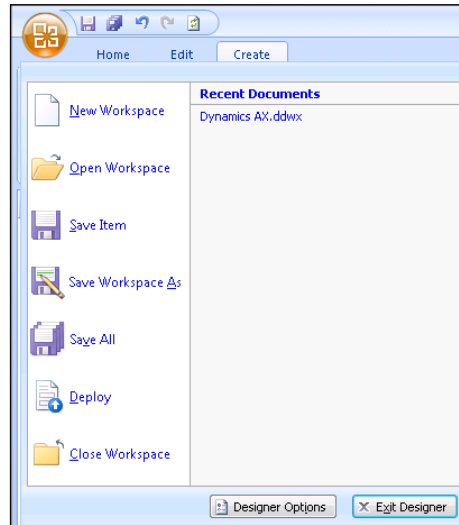 Home Edit Create
Recent Documents
Dynamics AX.ddwx
New Workspace
Open Workspace
Save Item
Save Workspace As
Save All
Deploy
Close Workspace
Designer Options Exit Designer